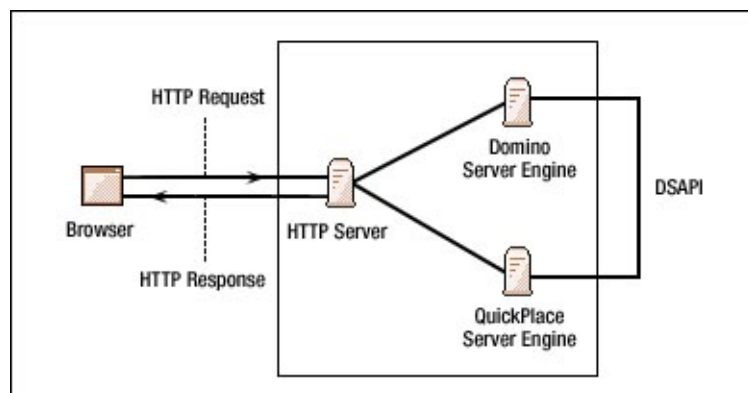 HTTP Request
Browser
HTTP Response
HTTP Server
Domino
Server Engine
QuickPlace
Server Engine
DSAPI